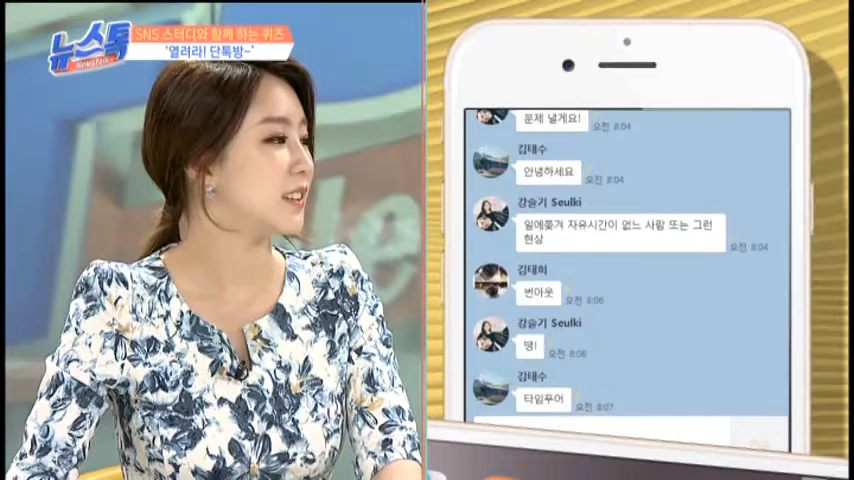 뉴스톡
Newstalk
SNS 스터디와 함께 하는 퀴즈
'열려라! 단톡방~'
문제 낼게요!
오전 8:04
김태수
안녕하세요
오전 8:04
강슬기 Seulki
일에쫓겨 자유시간이 없느 사람 또는 그런
현상
오전 8:04
김태희
번아웃
오전 8:06
강슬기 Seulki
땡!
오전 8:06
김태수
타임푸어
오전 8:07